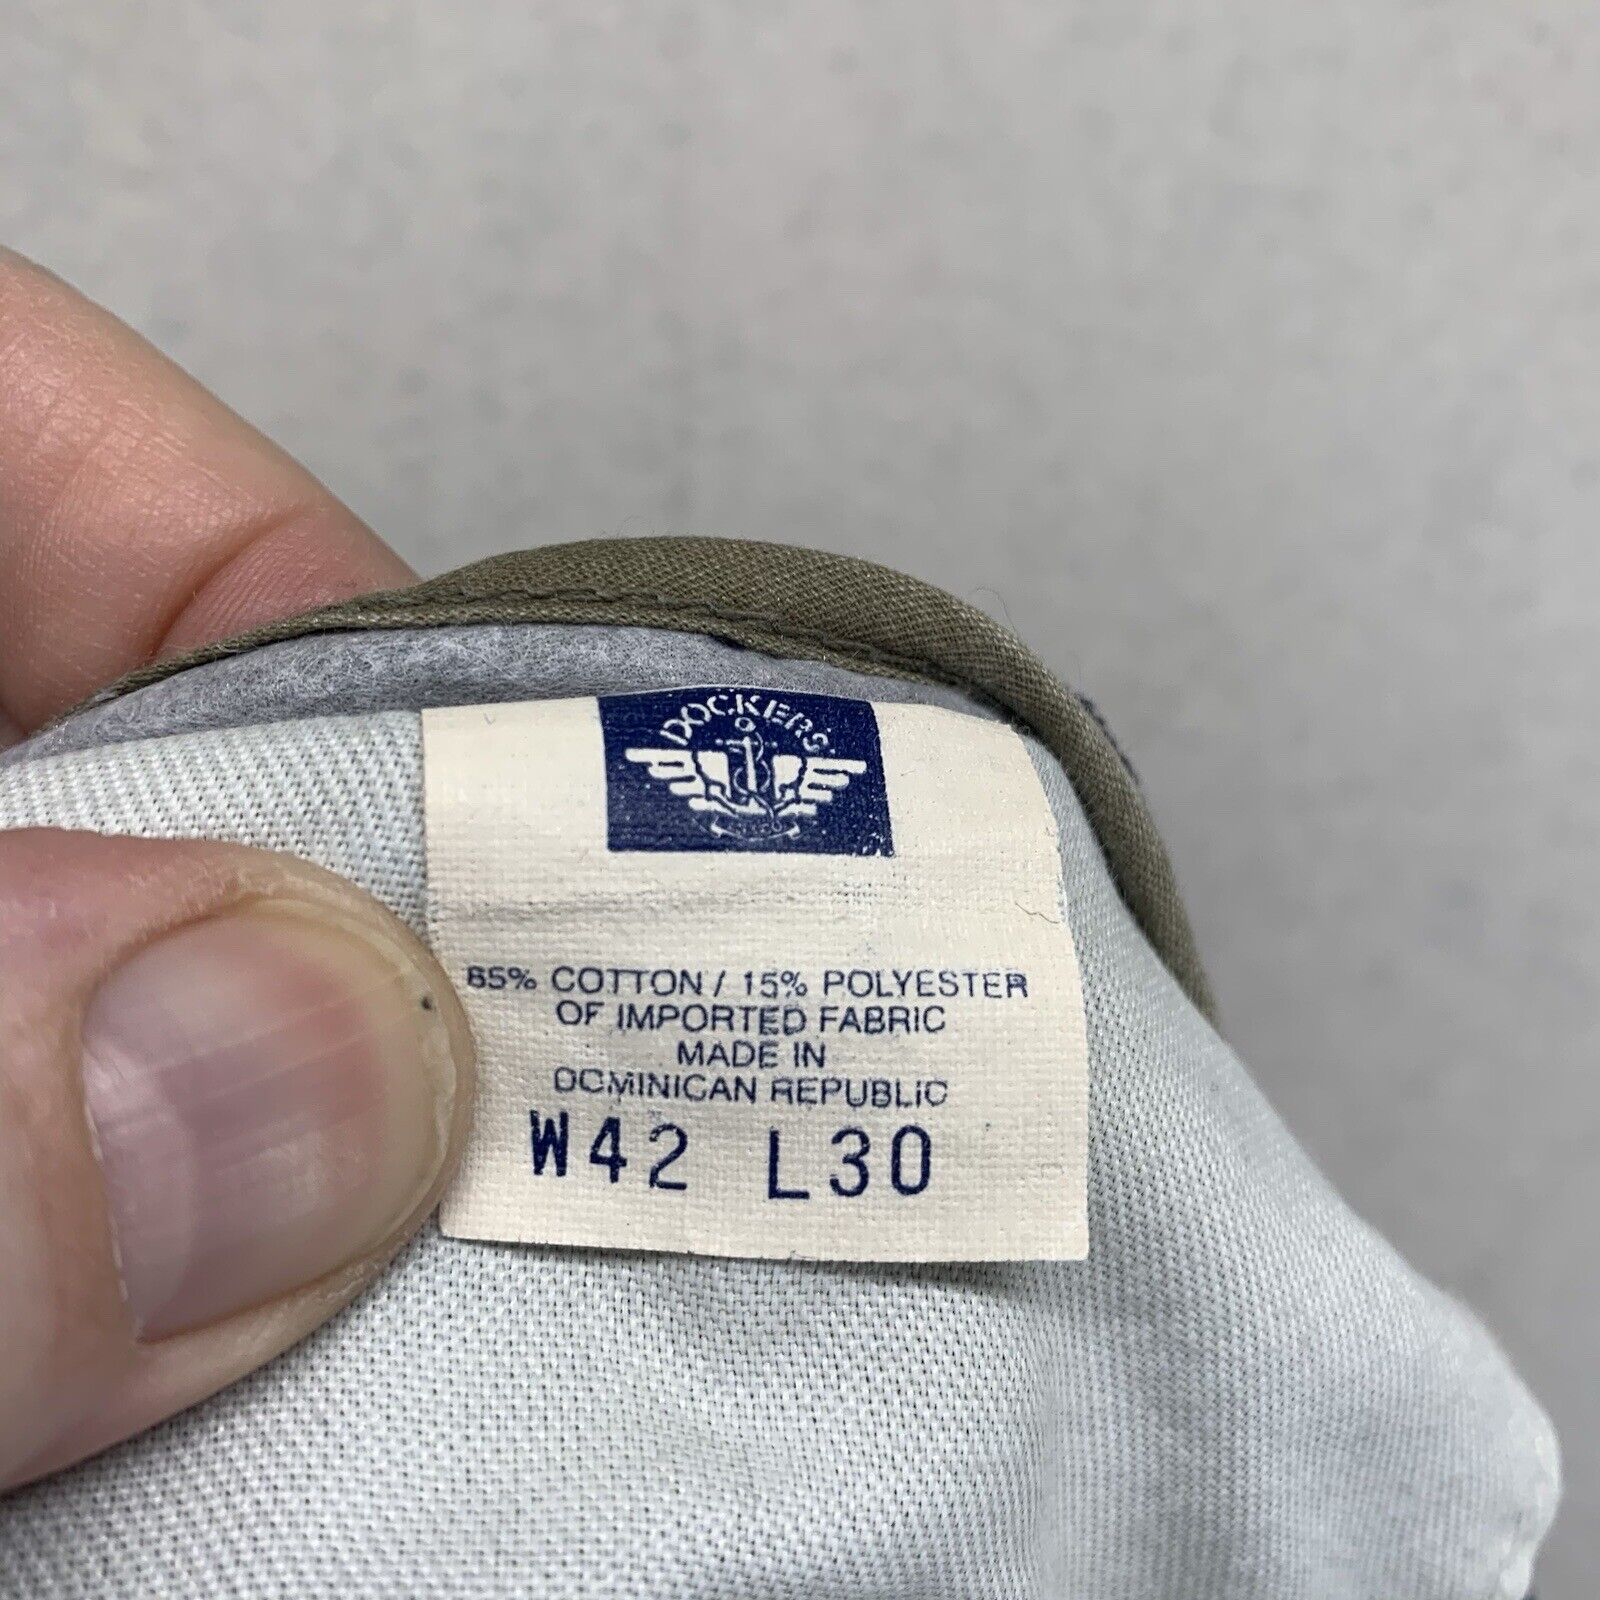 DOCKERS
85% COTTON / 15% POLYESTER
OF IMPORTED FABRIC
MADE IN
DOMINICAN REPUBLIC
W42 L30